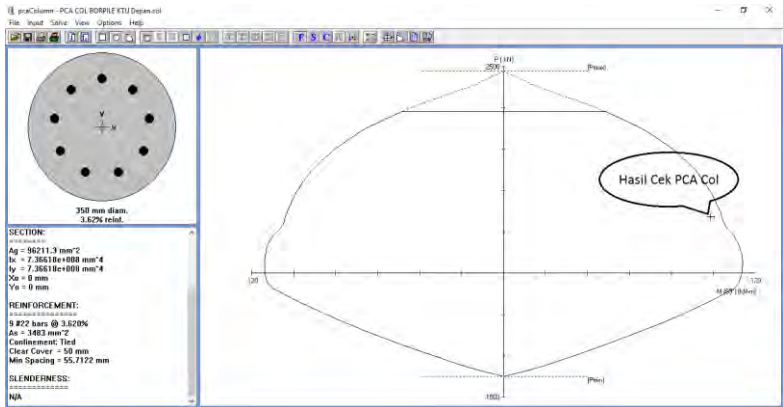 pcaColumn - PCA COL BORPILE KTU Depan.col
File Input Solve View Options Help
350 mm diam.
3.62% reinf.
SECTION:
========
Ag = 96211.3 mm^2
Ix = 7.36618e+008 mm^4
Iy = 7.36618e+008 mm^4
Xo = 0 mm
Yo = 0 mm
REINFORCEMENT:
==============
9 #22 bars @ 3.620%
As = 3483 mm^2
Confinement: Tied
Clear Cover = 50 mm
Min Spacing = 55.7122 mm
SLENDERNESS:
============
N/A
P ( kN)
2500
(Pmax)
Hasil Cek PCA Col
120
120
(Pmin)
y
x